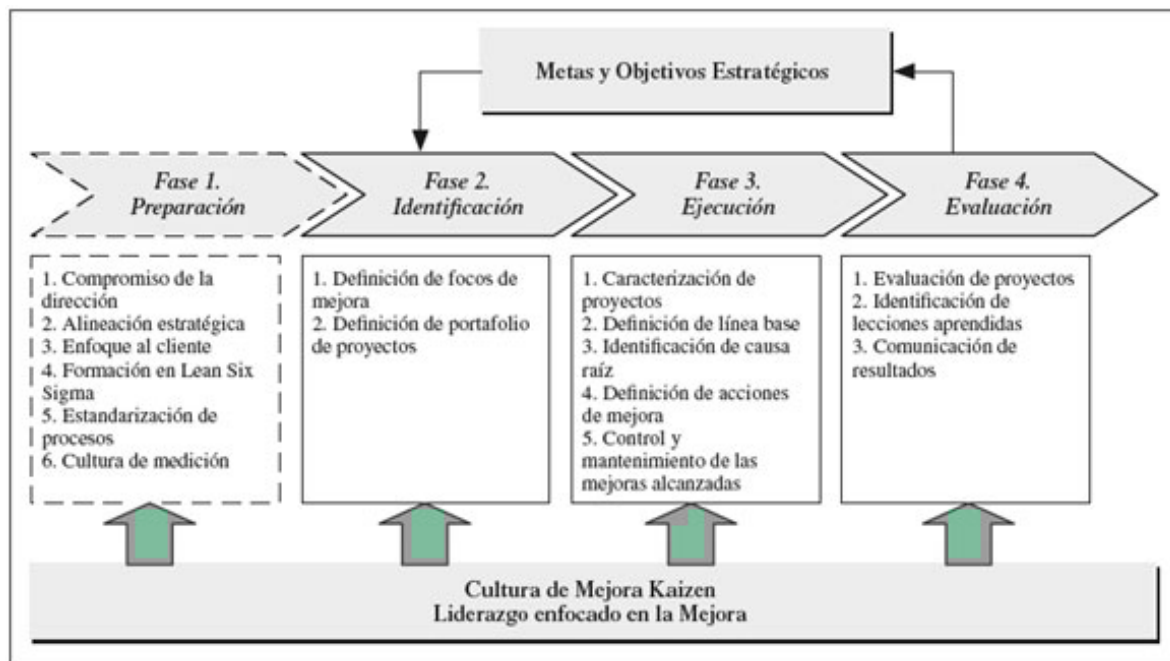 Metas y Objetivos Estratégicos
Fase 1.
Preparación
Fase 2.
Identificación
Fase 3.
Ejecución
Fase 4.
Evaluación
1. Compromiso de la
dirección
2. Alineación estratégica
3. Enfoque al cliente
4. Formación en Lean Six
Sigma
5. Estandarización de
procesos
6. Cultura de medición
1. Definición de focos de
mejora
2. Definición de portafolio
de proyectos
1. Caracterización de
proyectos
2. Definición de línea base
3. Identificación de causa
raíz
4. Definición de acciones
de mejora
5. Control y
mantenimiento de las
mejoras alcanzadas
1. Evaluación de proyectos
2. Identificación de
lecciones aprendidas
3. Comunicación de
resultados
Cultura de Mejora Kaizen
Liderazgo enfocado en la Mejora